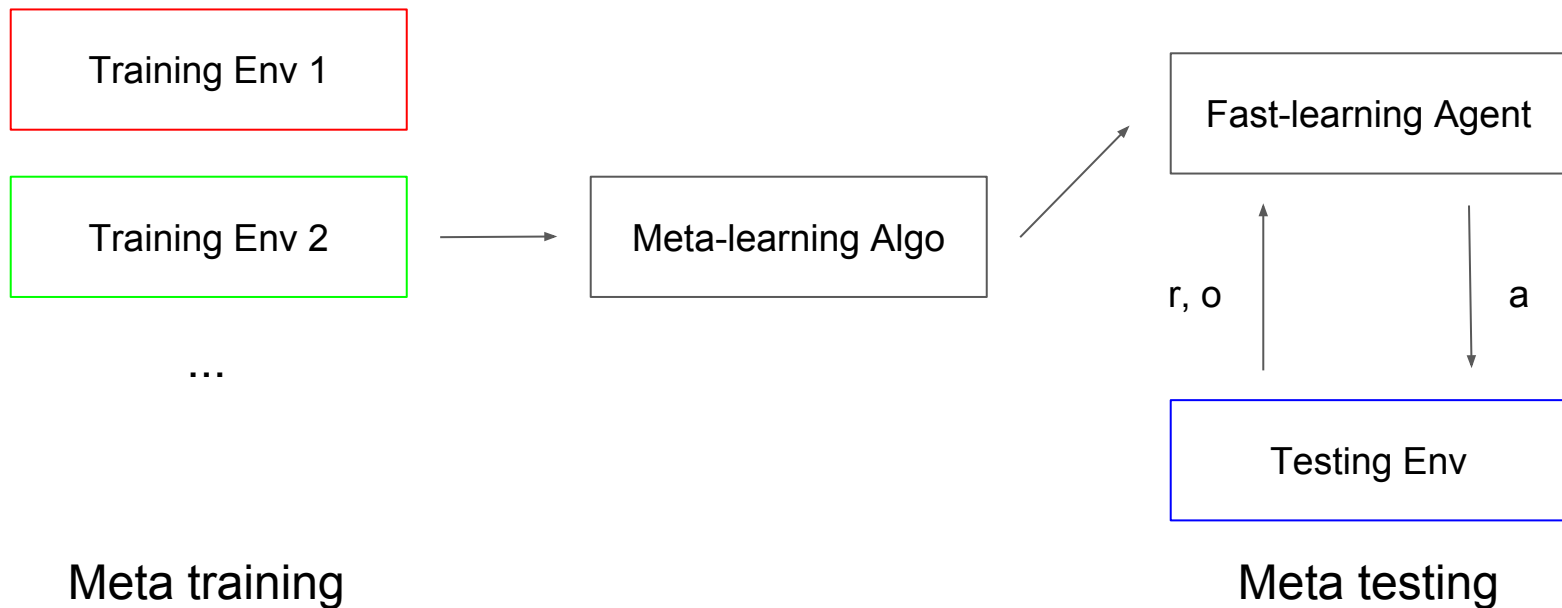 Training Env 1
Training Env 2
...
Meta training
Meta-learning Algo
Fast-learning Agent
r, o
a
Testing Env
Meta testing